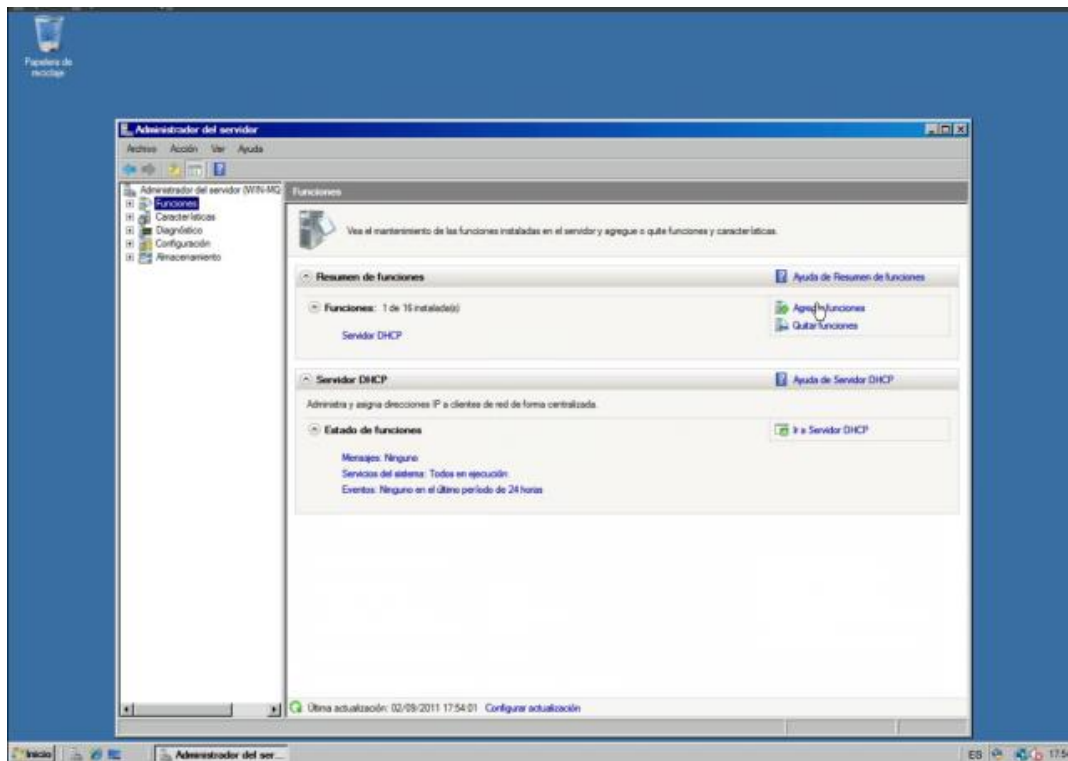 Papelera de
reciclaje
Administrador del servidor
Archivo Acción Ver Ayuda
Administrador del servidor (WIN-MQ
Funciones
Características
Diagnóstico
Configuración
Almacenamiento
Funciones
Vea el mantenimiento de las funciones instaladas en el servidor y agregue o quite funciones y características.
Resumen de funciones
Ayuda de Resumen de funciones
Funciones: 1 de 16 instalada(s)
Agregar funciones
Servidor DHCP
Quitar funciones
Servidor DHCP
Ayuda de Servidor DHCP
Administra y asigna direcciones IP a clientes de red de forma centralizada.
Estado de funciones
Ir a Servidor DHCP
Mensajes: Ninguno
Servicios del sistema: Todos en ejecución
Eventos: Ninguno en el último período de 24 horas
Última actualización: 02/09/2011 17:54:01 Configurar actualización
Inicio
Administrador del ser...
ES